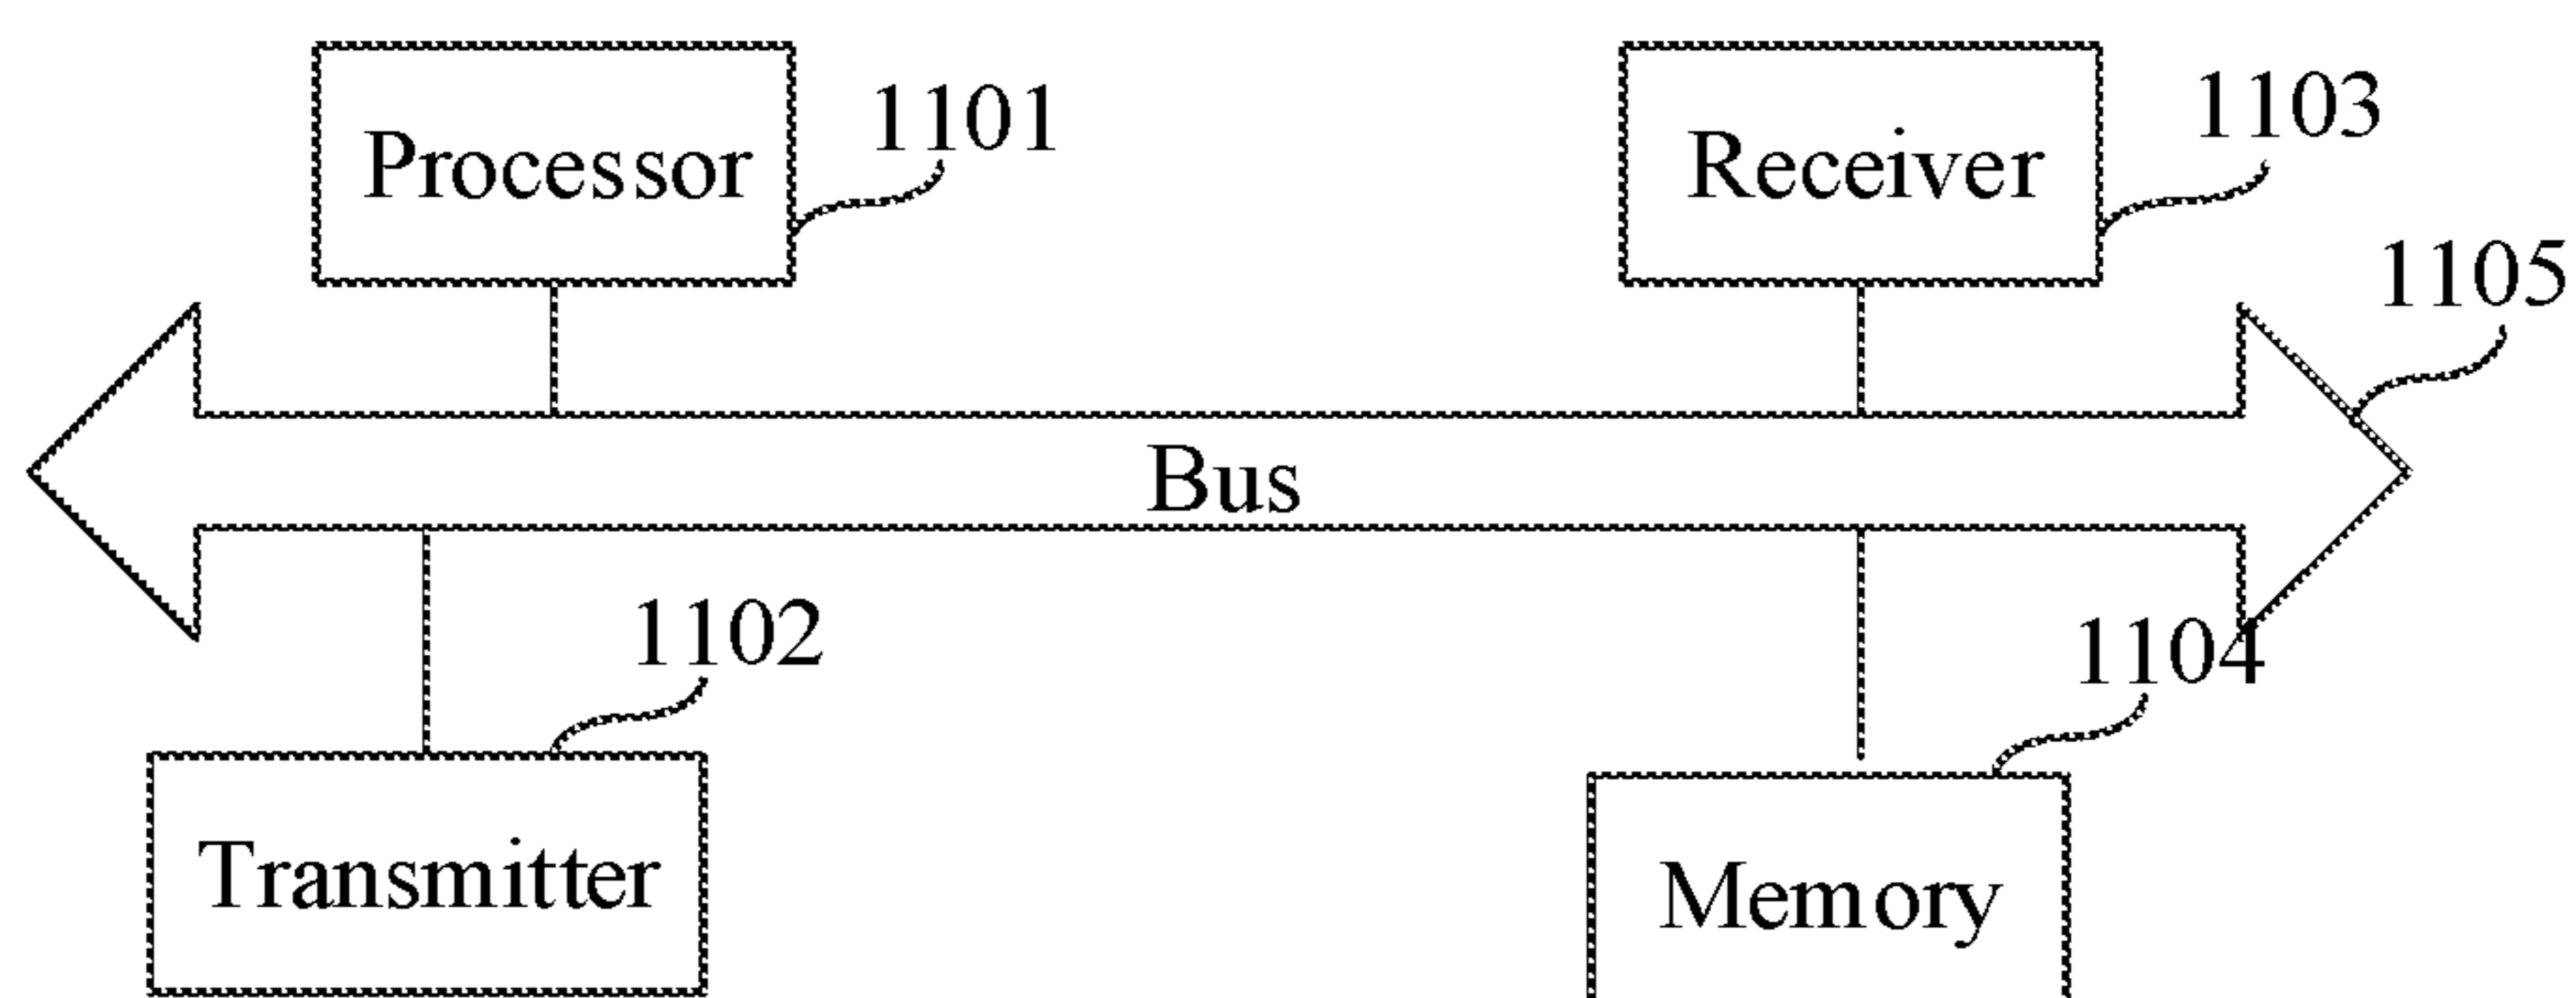 Processor
1101
Receiver
1103
1105
Bus
1102
1104
Transmitter
Memory